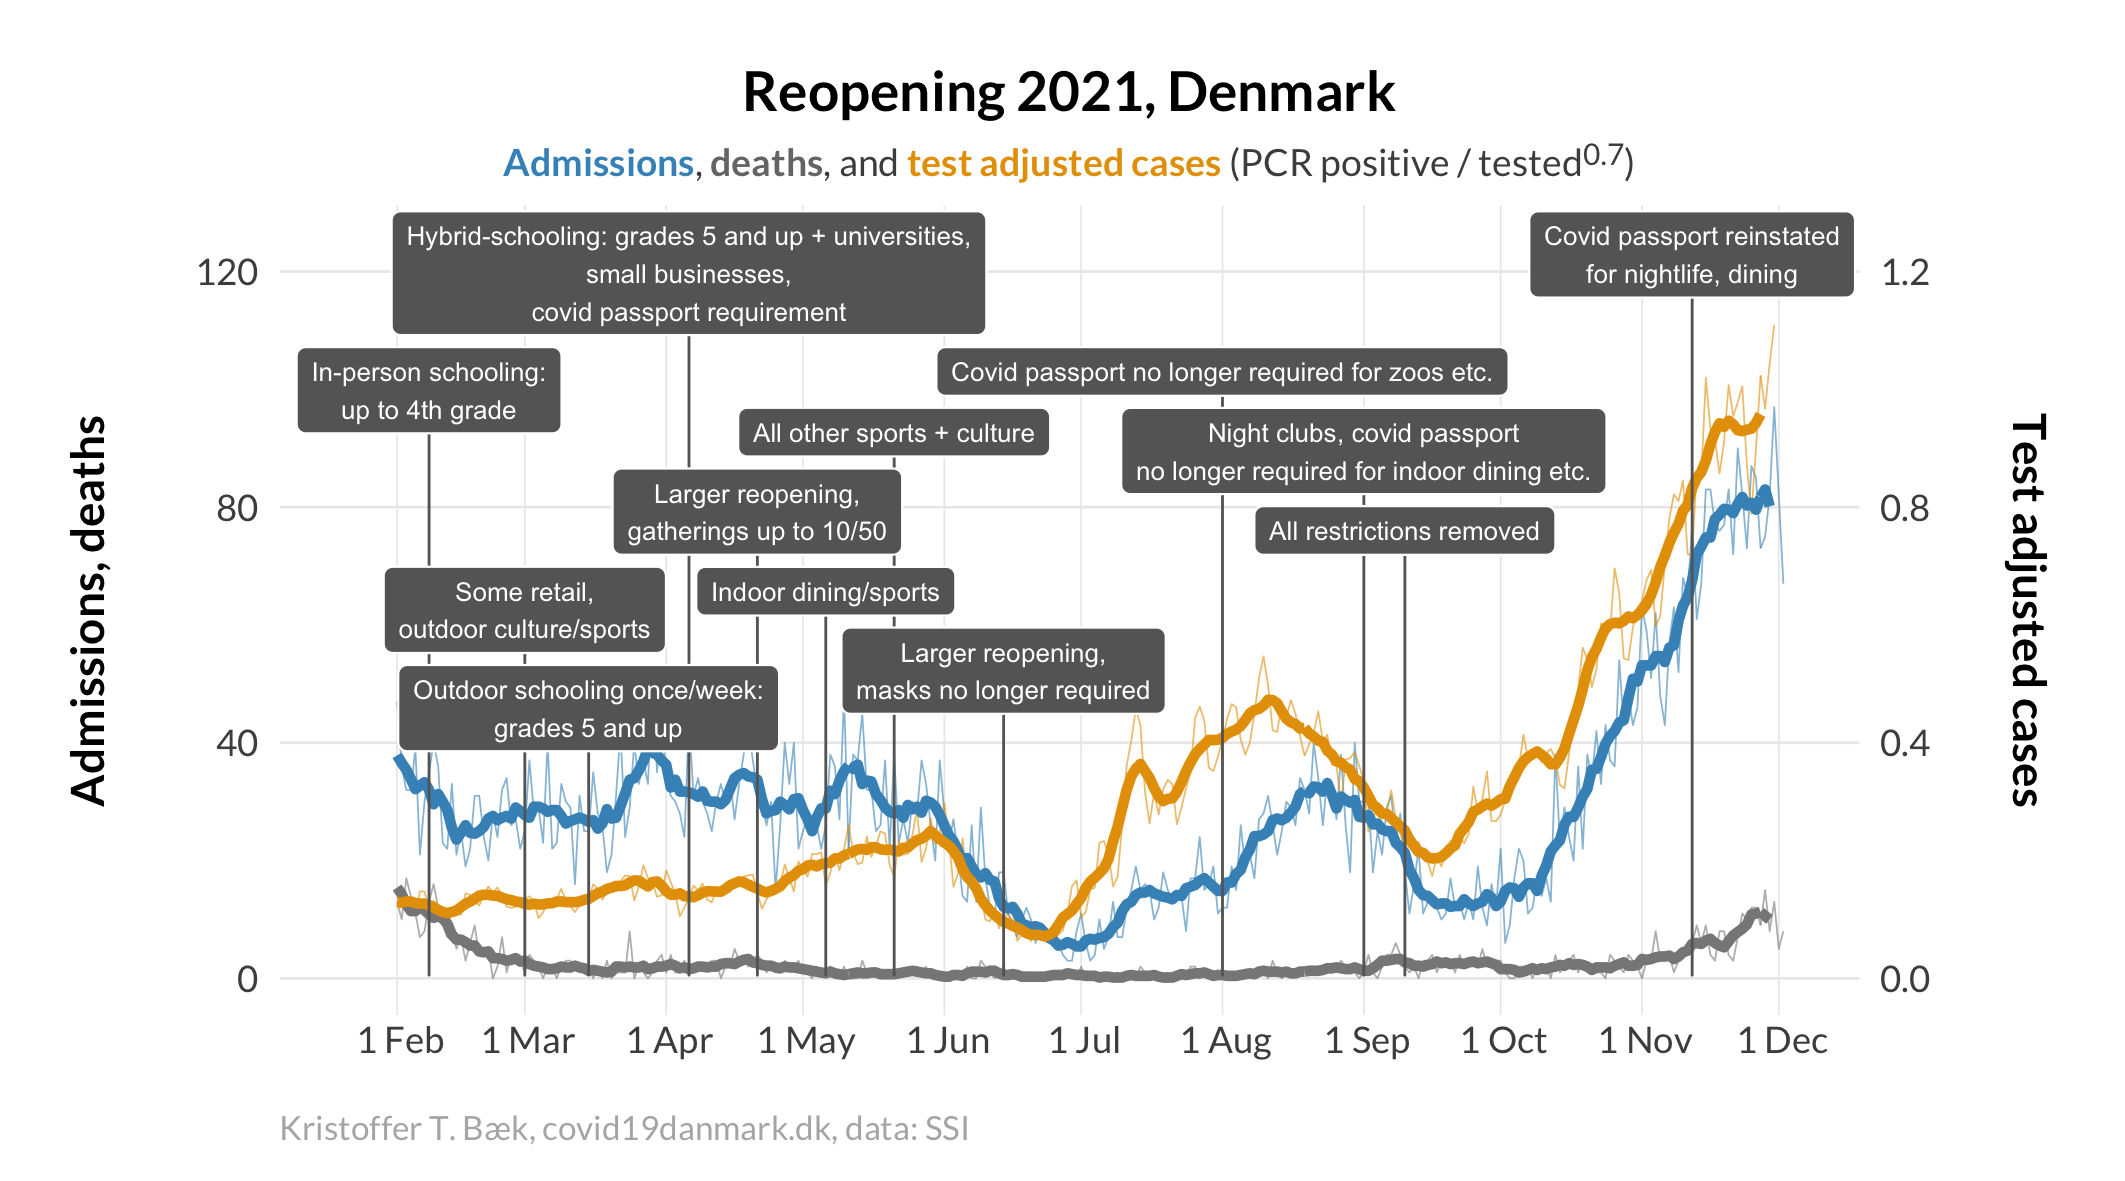 Reopening 2021, Denmark
Admissions, deaths, and test adjusted cases (PCR positive / tested^0.7)
Hybrid-schooling: grades 5 and up + universities,
small businesses,
covid passport requirement
Covid passport reinstated
for nightlife, dining
In-person schooling:
up to 4th grade
Covid passport no longer required for zoos etc.
All other sports + culture
Night clubs, covid passport
no longer required for indoor dining etc.
Larger reopening,
gatherings up to 10/50
All restrictions removed
Some retail,
outdoor culture/sports
Indoor dining/sports
Larger reopening,
masks no longer required
Outdoor schooling once/week:
grades 5 and up
Admissions, deaths
120
80
40
0
Test adjusted cases
1.2
0.8
0.4
0.0
1 Feb 1 Mar 1 Apr 1 May 1 Jun 1 Jul 1 Aug 1 Sep 1 Oct 1 Nov 1 Dec
Kristoffer T. Bæk, covid19danmark.dk, data: SSI